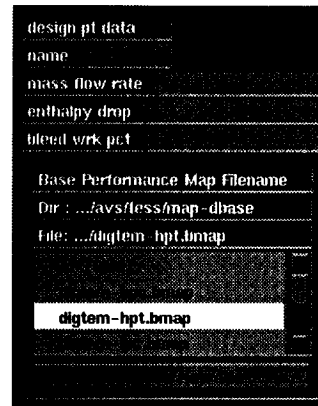 design pt data
name
mass flow rate
enthalpy drop
bleed wrk pct
Base Performance Map Filename
Dir : .../avs/tess/map-dbase
File: .../digtem-hpt.bmap
digtem-hpt.bmap